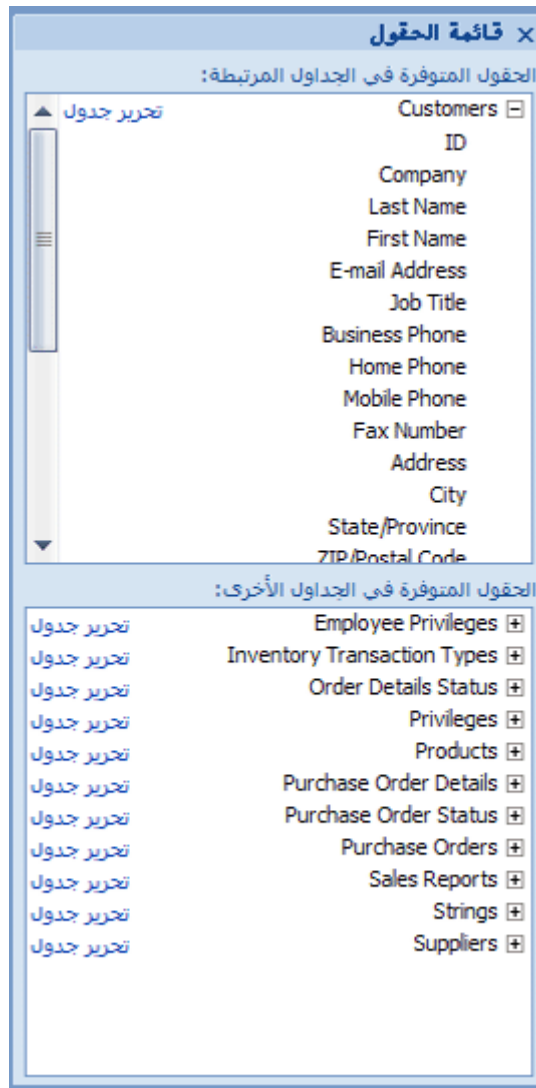 قائمة الحقول
الحقول المتوفرة في الجداول المرتبطة:
Customers تحرير جدول
ID
Company
Last Name
First Name
E-mail Address
Job Title
Business Phone
Home Phone
Mobile Phone
Fax Number
Address
City
State/Province
ZIP/Postal Code
الحقول المتوفرة في الجداول الأخرى:
Employee Privileges تحرير جدول
Inventory Transaction Types تحرير جدول
Order Details Status تحرير جدول
Privileges تحرير جدول
Products تحرير جدول
Purchase Order Details تحرير جدول
Purchase Order Status تحرير جدول
Purchase Orders تحرير جدول
Sales Reports تحرير جدول
Strings تحرير جدول
Suppliers تحرير جدول